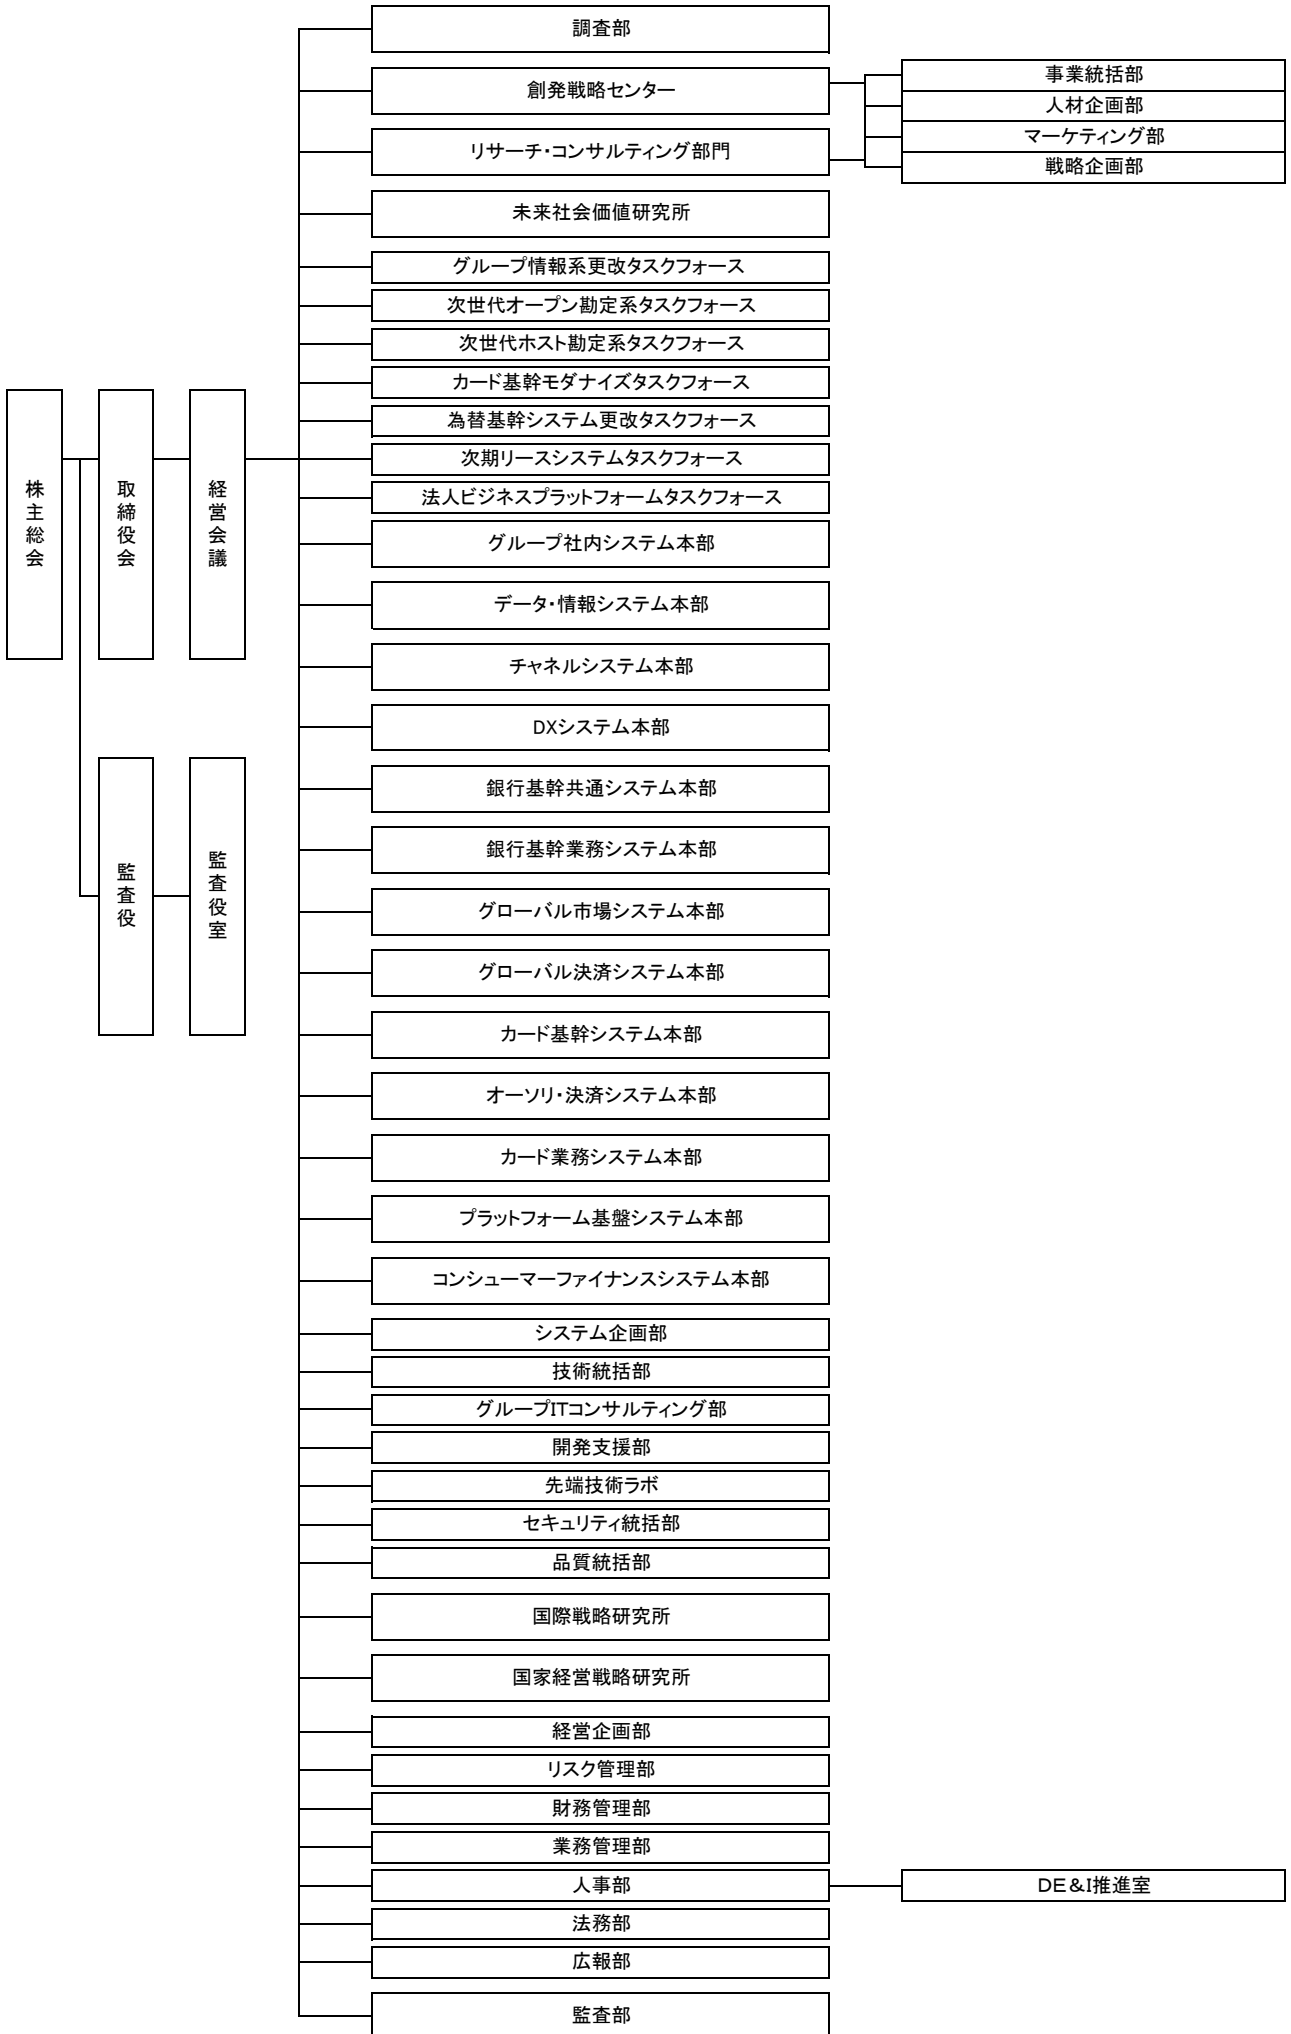 株主総会
取締役会
経営会議
監査役
監査役室
調査部
創発戦略センター
リサーチ・コンサルティング部門
事業統括部
人材企画部
マーケティング部
戦略企画部
未来社会価値研究所
グループ情報系更改タスクフォース
次世代オープン勘定系タスクフォース
次世代ホスト勘定系タスクフォース
カード基幹モダナイズタスクフォース
為替基幹システム更改タスクフォース
次期リースシステムタスクフォース
法人ビジネスプラットフォームタスクフォース
グループ社内システム本部
データ・情報システム本部
チャネルシステム本部
DXシステム本部
銀行基幹共通システム本部
銀行基幹業務システム本部
グローバル市場システム本部
グローバル決済システム本部
カード基幹システム本部
オーソリ・決済システム本部
カード業務システム本部
プラットフォーム基盤システム本部
コンシューマーファイナンスシステム本部
システム企画部
技術統括部
グループITコンサルティング部
開発支援部
先端技術ラボ
セキュリティ統括部
品質統括部
国際戦略研究所
国家経営戦略研究所
経営企画部
リスク管理部
財務管理部
業務管理部
人事部
DE&I推進室
法務部
広報部
監査部